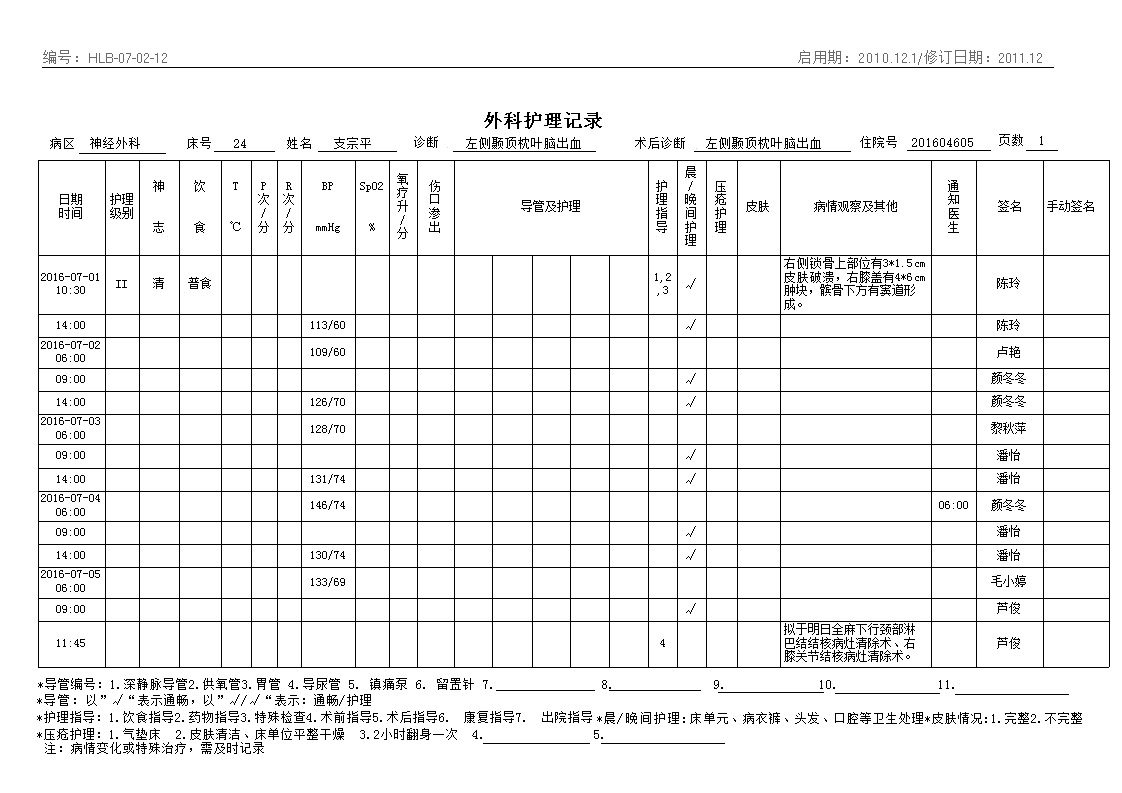 编号：HLB-07-02-12 启用期：2010.12.1/修订日期：2011.12
外科护理记录
病区 神经外科 床号 24 姓名 支宗平 诊断 左侧颞顶枕叶脑出血 术后诊断 左侧颞顶枕叶脑出血 住院号 201604605 页数 1
日期时间 护理级别 神志 饮食 T ℃ P次/分 R次/分 BP mmHg SpO2 % 氧疗升/分 伤口渗出 导管及护理 护理指导 晨/晚间护理 压疮护理 皮肤 病情观察及其他 通知医生 签名 手动签名
2016-07-01 10:30 II 清 普食 1,2,3 √ 右侧锁骨上部位有3*1.5cm皮肤破溃，右膝盖有4*6cm肿块，髌骨下方有窦道形成。 陈玲
14:00 113/60 √ 陈玲
2016-07-02 06:00 109/60 卢艳
09:00 √ 颜冬冬
14:00 126/70 √ 颜冬冬
2016-07-03 06:00 128/70 黎秋萍
09:00 √ 潘怡
14:00 131/74 √ 潘怡
2016-07-04 06:00 146/74 06:00 颜冬冬
09:00 √ 潘怡
14:00 130/74 √ 潘怡
2016-07-05 06:00 133/69 毛小婷
09:00 √ 芦俊
11:45 4 拟于明日全麻下行颈部淋巴结结核病灶清除术、右膝关节结核病灶清除术。 芦俊
*导管编号：1.深静脉导管2.供氧管3.胃管 4.导尿管 5. 镇痛泵 6. 留置针 7. 8. 9. 10. 11.
*导管：以”√“表示通畅，以”√/√“表示：通畅/护理
*护理指导：1.饮食指导2.药物指导3.特殊检查4.术前指导5.术后指导6. 康复指导7. 出院指导*晨/晚间护理:床单元、病衣裤、头发、口腔等卫生处理*皮肤情况:1.完整2.不完整
*压疮护理：1.气垫床 2.皮肤清洁、床单位平整干燥 3.2小时翻身一次 4. 5.
注：病情变化或特殊治疗，需及时记录